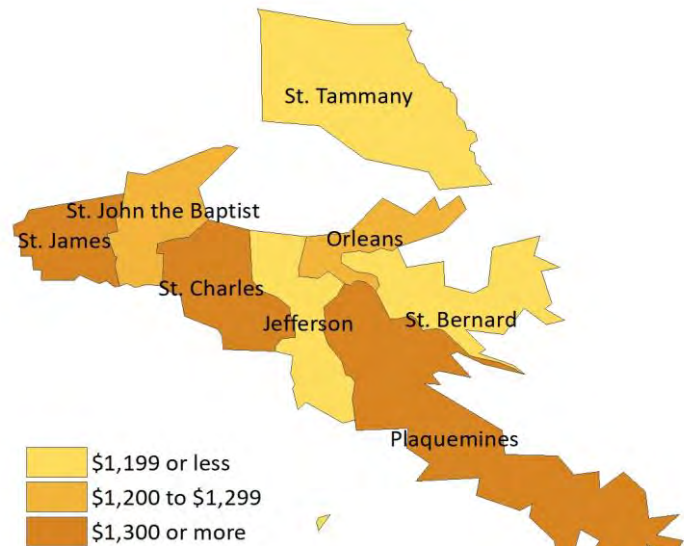 St. Tammany
St. John the Baptist
St. James
Orleans
St. Charles
Jefferson
St. Bernard
Plaquemines
$1,199 or less
$1,200 to $1,299
$1,300 or more